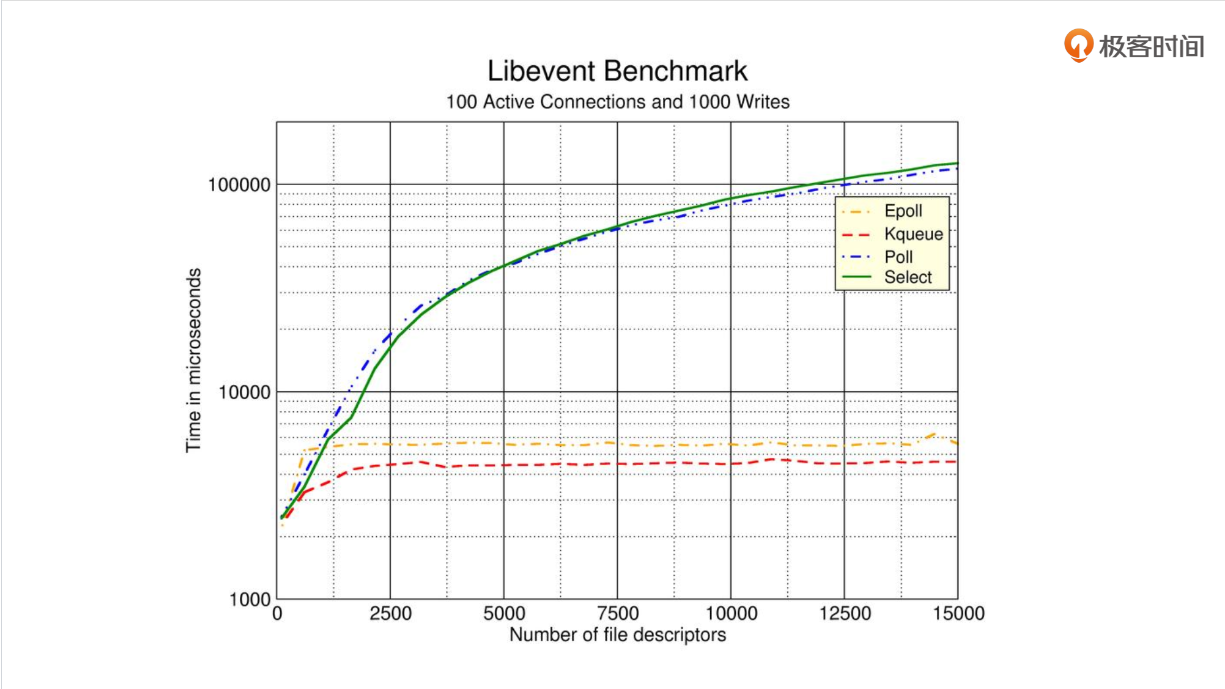 极客时间
Libevent Benchmark
100 Active Connections and 1000 Writes
100000
10000
1000
Time in microseconds
Epoll
Kqueue
Poll
Select
0 2500 5000 7500 10000 12500 15000
Number of file descriptors